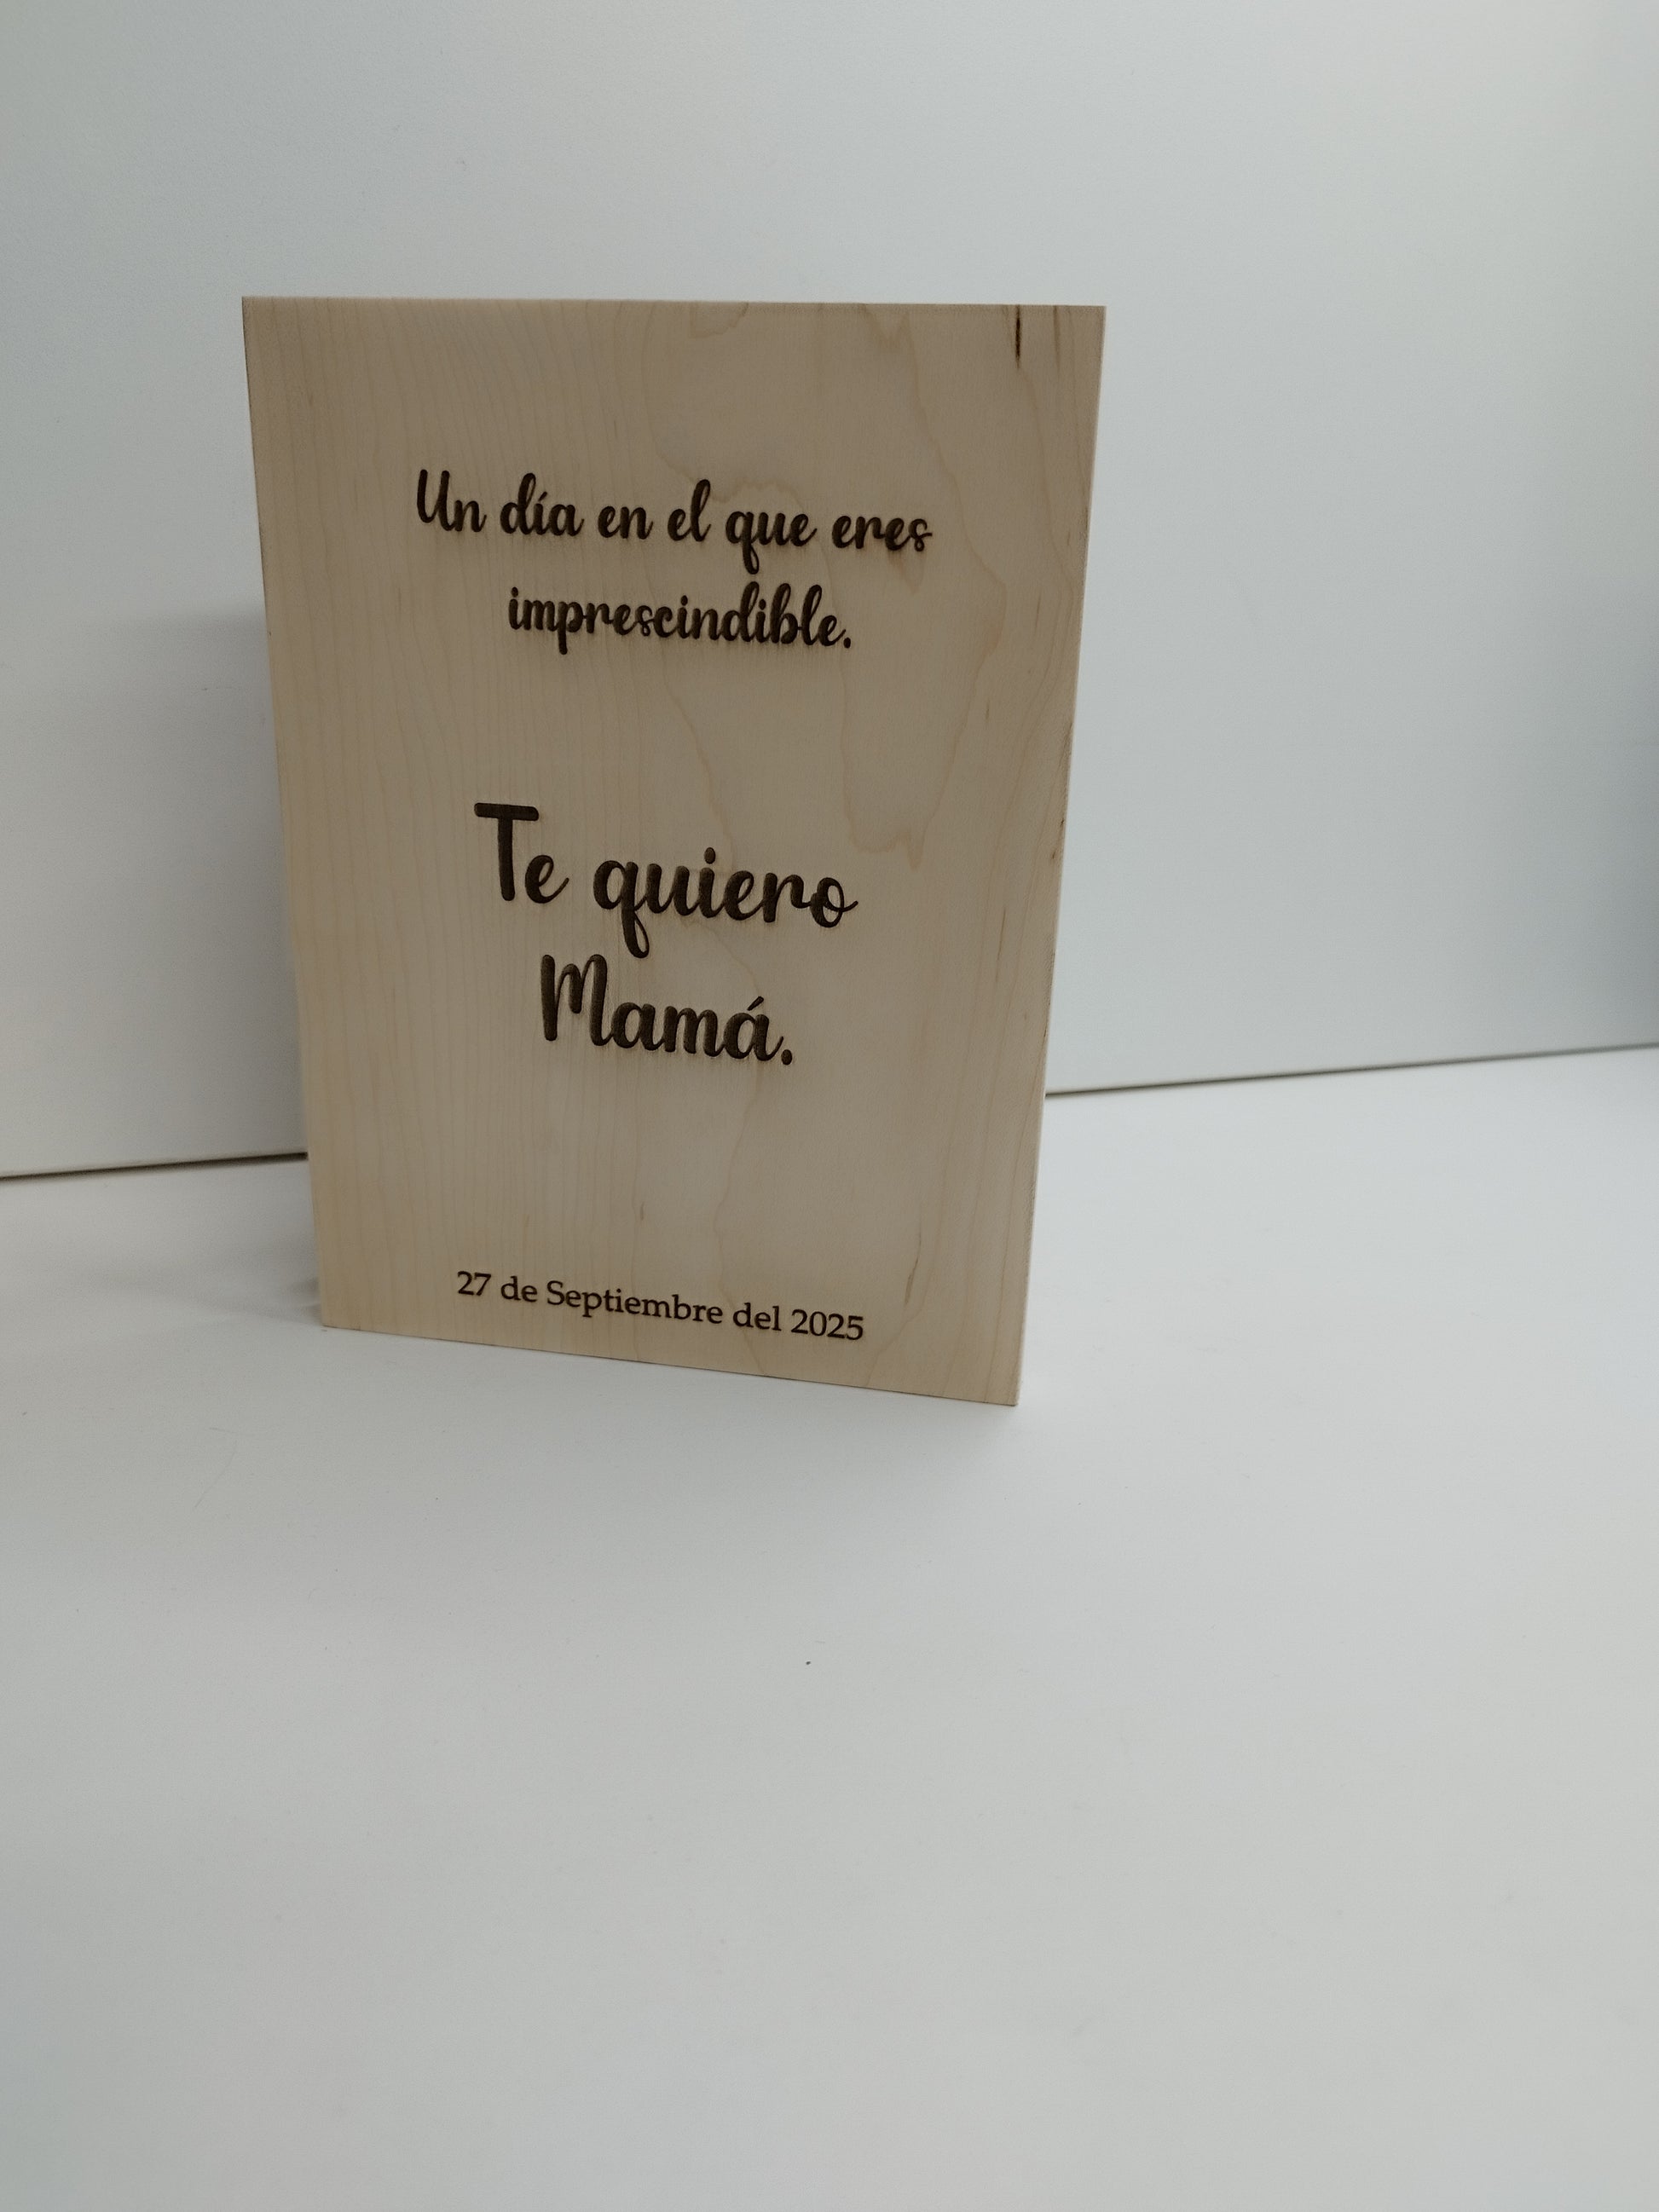 Un día en el que eres
imprescindible.
Te quiero
Mamá.
27 de Septiembre del 2025